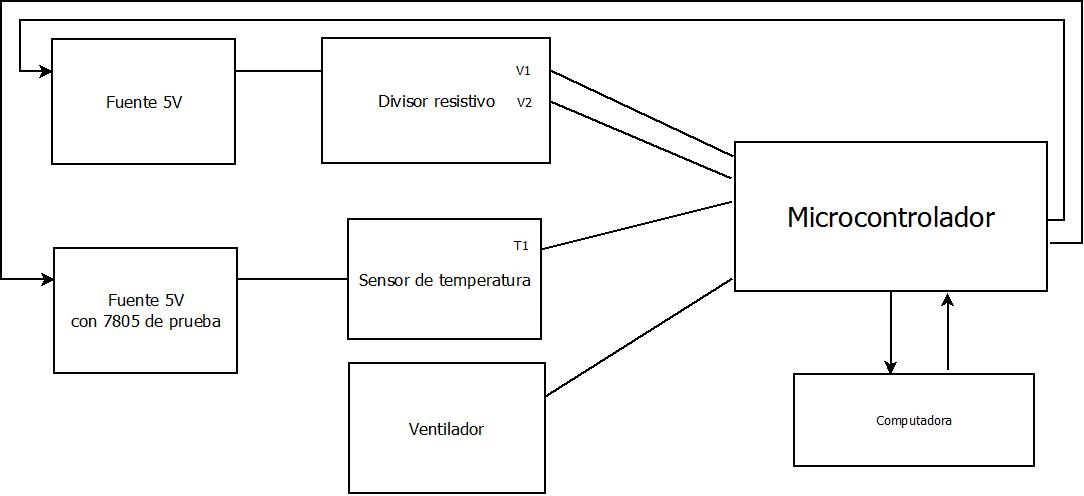 Fuente 5V
Divisor resistivo
V1
V2
Microcontrolador
Fuente 5V
con 7805 de prueba
T1
Sensor de temperatura
Ventilador
Computadora